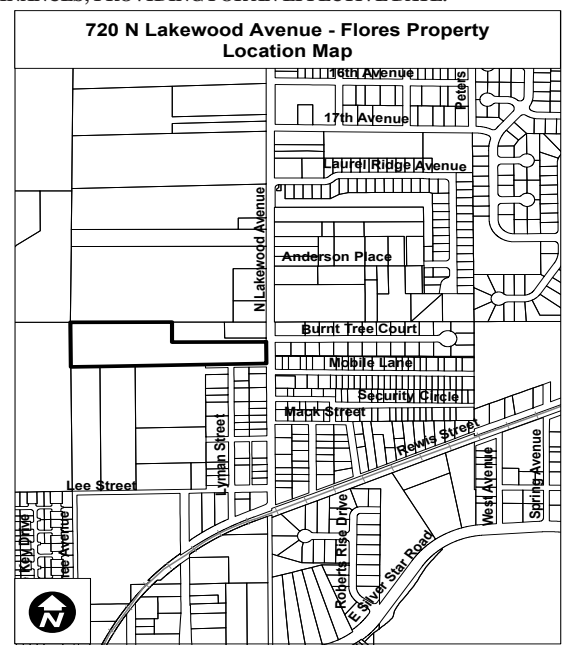 720 N Lakewood Avenue - Flores Property
Location Map
16th Avenue
Peters
17th Avenue
Laurel Ridge Avenue
N Lakewood Avenue
Anderson Place
Burnt Tree Court
Mobile Lane
Security Circle
Mack Street
Rewis Street
Lyman Street
Lee Street
West Avenue
Spring Avenue
Key Drive
Roberts Rise Drive
E Silver Star Road
N